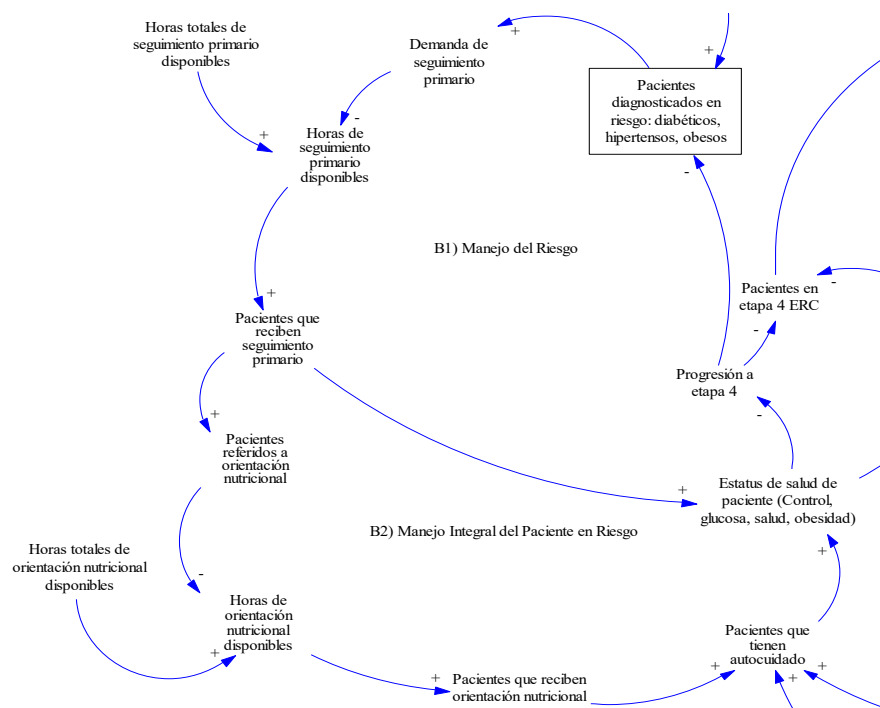 Horas totales de
seguimiento primario
disponibles
+
Demanda de
seguimiento
primario
-
+
Horas de
seguimiento
primario
disponibles
+
Pacientes
diagnosticados en
riesgo: diabéticos,
hipertensos, obesos
-
B1) Manejo del Riesgo
+
Pacientes que
reciben
seguimiento
primario
Pacientes en
etapa 4 ERC
-
-
Progresión a
etapa 4
-
+
Pacientes
referidos a
orientación
nutricional
+
Estatus de salud de
paciente (Control,
glucosa, salud, obesidad)
+
B2) Manejo Integral del Paciente en Riesgo
Horas totales de
orientación nutricional
disponibles
-
+
Horas de
orientación
nutricional
disponibles
+
Pacientes que reciben
orientación nutricional
+
Pacientes que
tienen
autocuidado
+
+